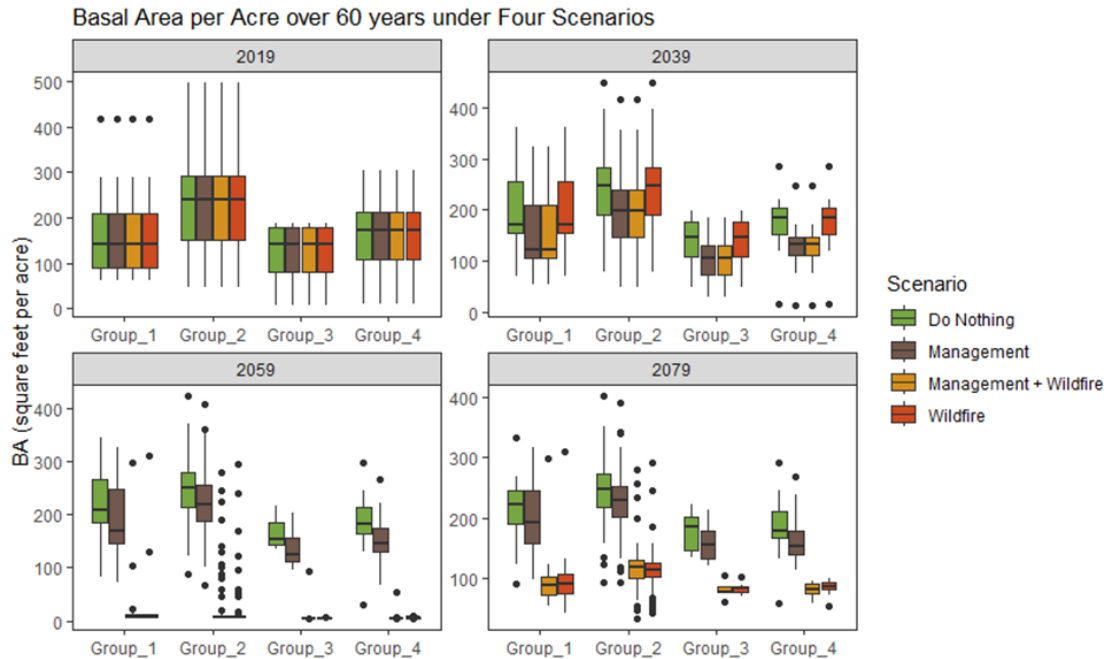 Basal Area per Acre over 60 years under Four Scenarios
2019
2039
500
400
300
200
100
0
400
300
200
100
0
Group_1 Group_2 Group_3 Group_4
Group_1 Group_2 Group_3 Group_4
BA (square feet per acre)
2059
2079
400
300
200
100
0
400
300
200
100
Group_1 Group_2 Group_3 Group_4
Group_1 Group_2 Group_3 Group_4
Scenario
Do Nothing
Management
Management + Wildfire
Wildfire